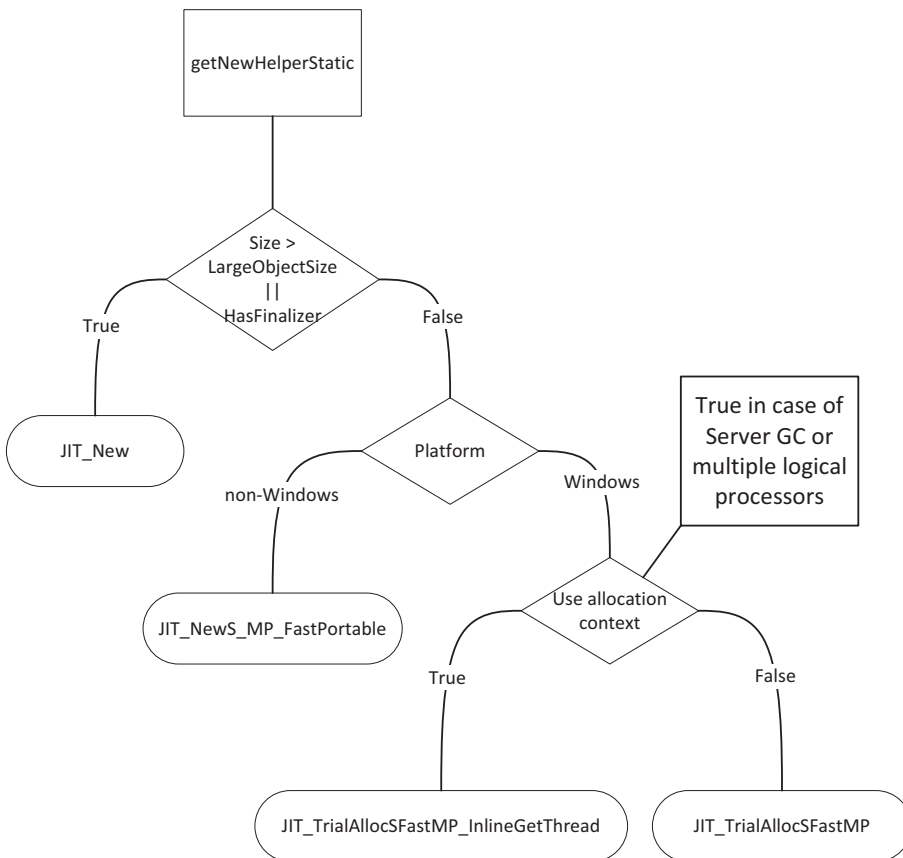 getNewHelperStatic
Size >
LargeObjectSize
||
HasFinalizer
True
False
JIT_New
Platform
True in case of
Server GC or
multiple logical
processors
non-Windows
Windows
JIT_NewS_MP_FastPortable
Use allocation
context
True
False
JIT_TrialAllocSFastMP_InlineGetThread
JIT_TrialAllocSFastMP